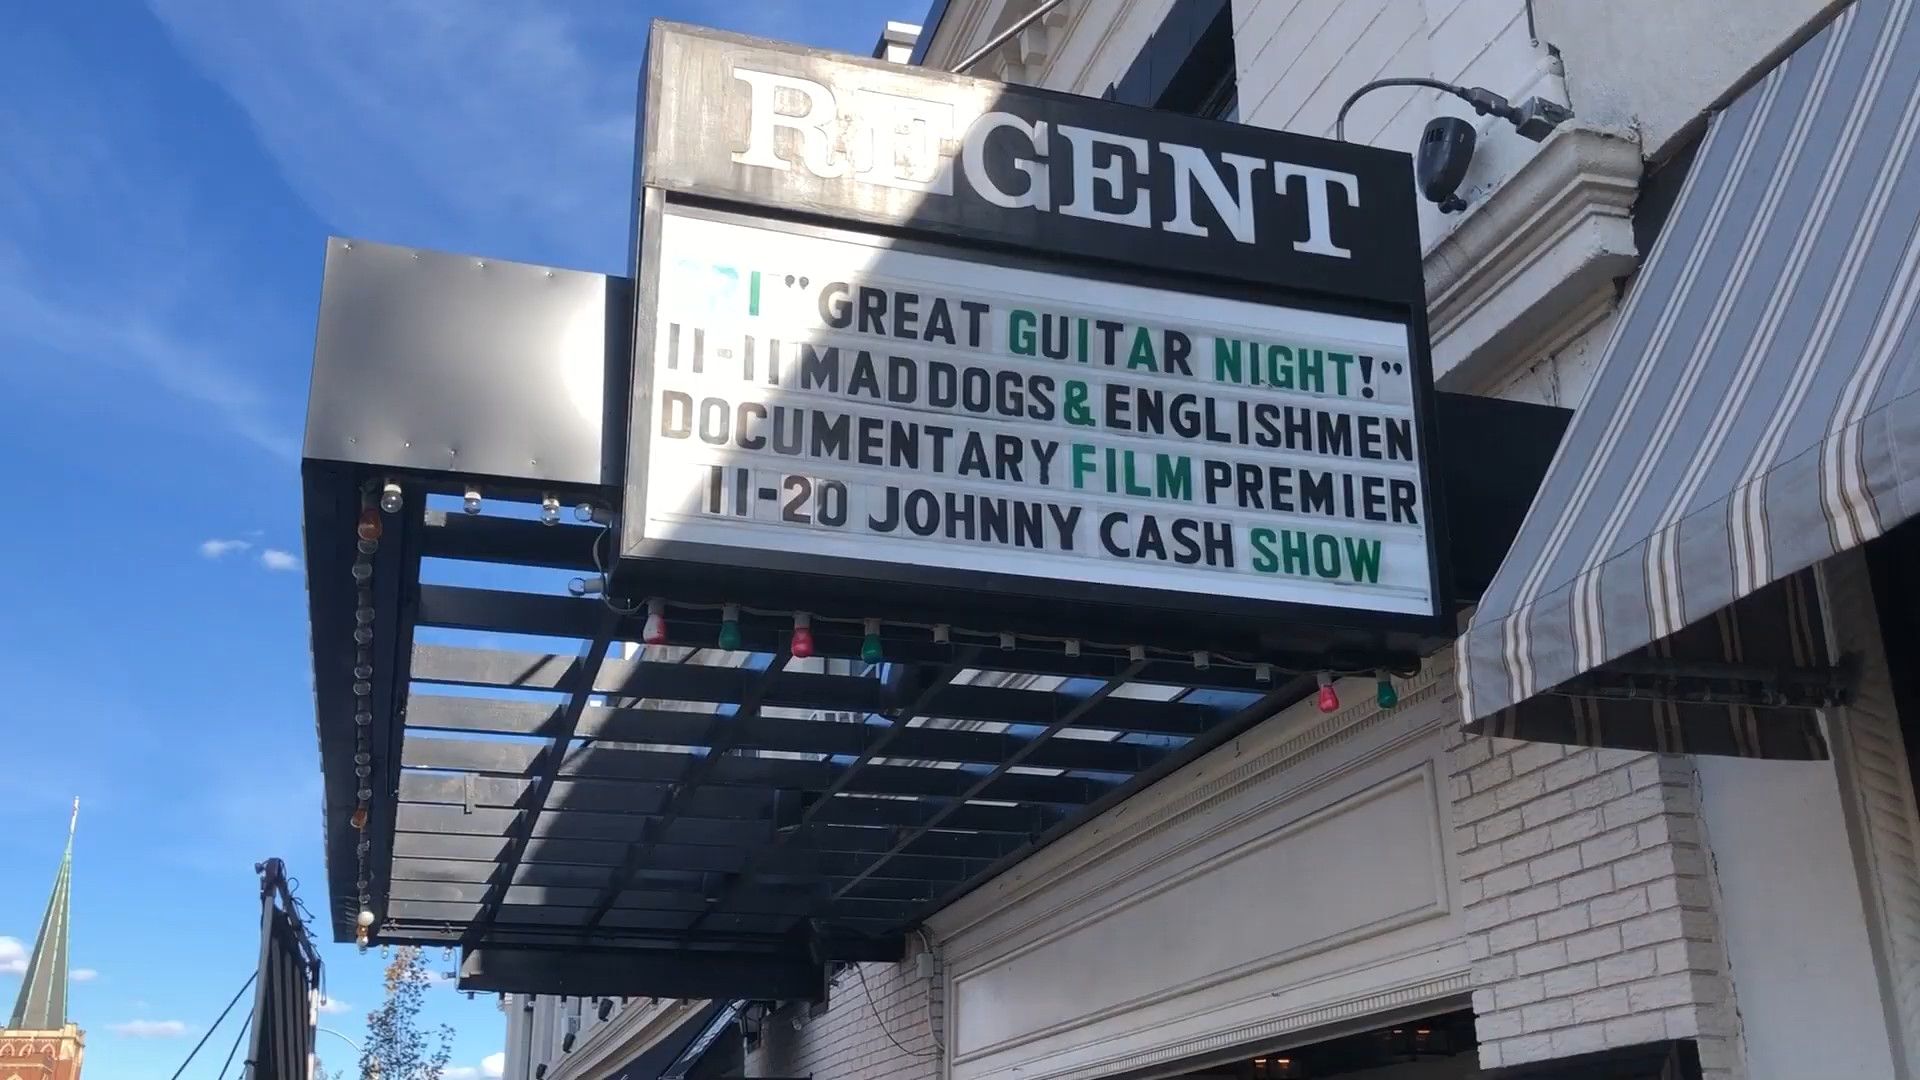 REGENT
"GREAT GUITAR NIGHT!"
11-11 MAD DOGS & ENGLISHMEN
DOCUMENTARY FILM PREMIER
11-20 JOHNNY CASH SHOW